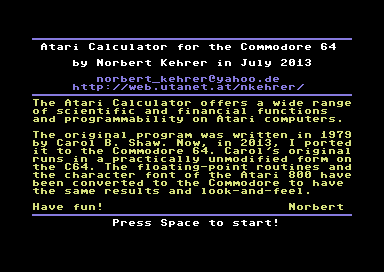 Atari Calculator for the Commodore 64
by Norbert Kehrer in July 2013
norbert_kehrer@yahoo.de
http://web.utanet.at/nkehrer/
The Atari Calculator offers a wide range
of scientific and financial functions
and programmability on Atari computers.
The original program was written in 1979
by Carol B. Shaw. Now, in 2013, I ported
it to the Commodore 64. Carol's original
runs in a practically unmodified form on
the C64. The floating-point routines and
the character font of the Atari 800 have
been converted to the Commodore to have
the same results and look-and-feel.
Have fun! Norbert
Press Space to start!